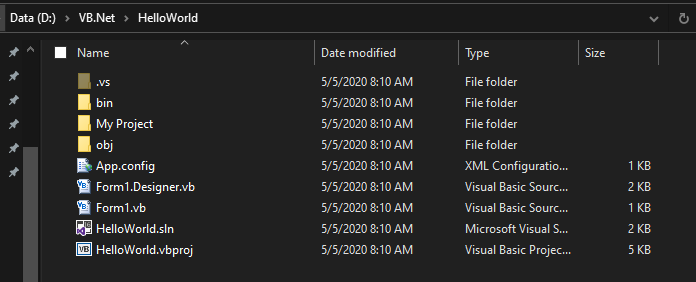 Data (D:) > VB.Net > HelloWorld
Name Date modified Type Size
.vs 5/5/2020 8:10 AM File folder
bin 5/5/2020 8:10 AM File folder
My Project 5/5/2020 8:10 AM File folder
obj 5/5/2020 8:10 AM File folder
App.config 5/5/2020 8:10 AM XML Configuratio... 1 KB
Form1.Designer.vb 5/5/2020 8:10 AM Visual Basic Sourc... 2 KB
Form1.vb 5/5/2020 8:10 AM Visual Basic Sourc... 1 KB
HelloWorld.sln 5/5/2020 8:10 AM Microsoft Visual S... 2 KB
HelloWorld.vbproj 5/5/2020 8:10 AM Visual Basic Projec... 5 KB